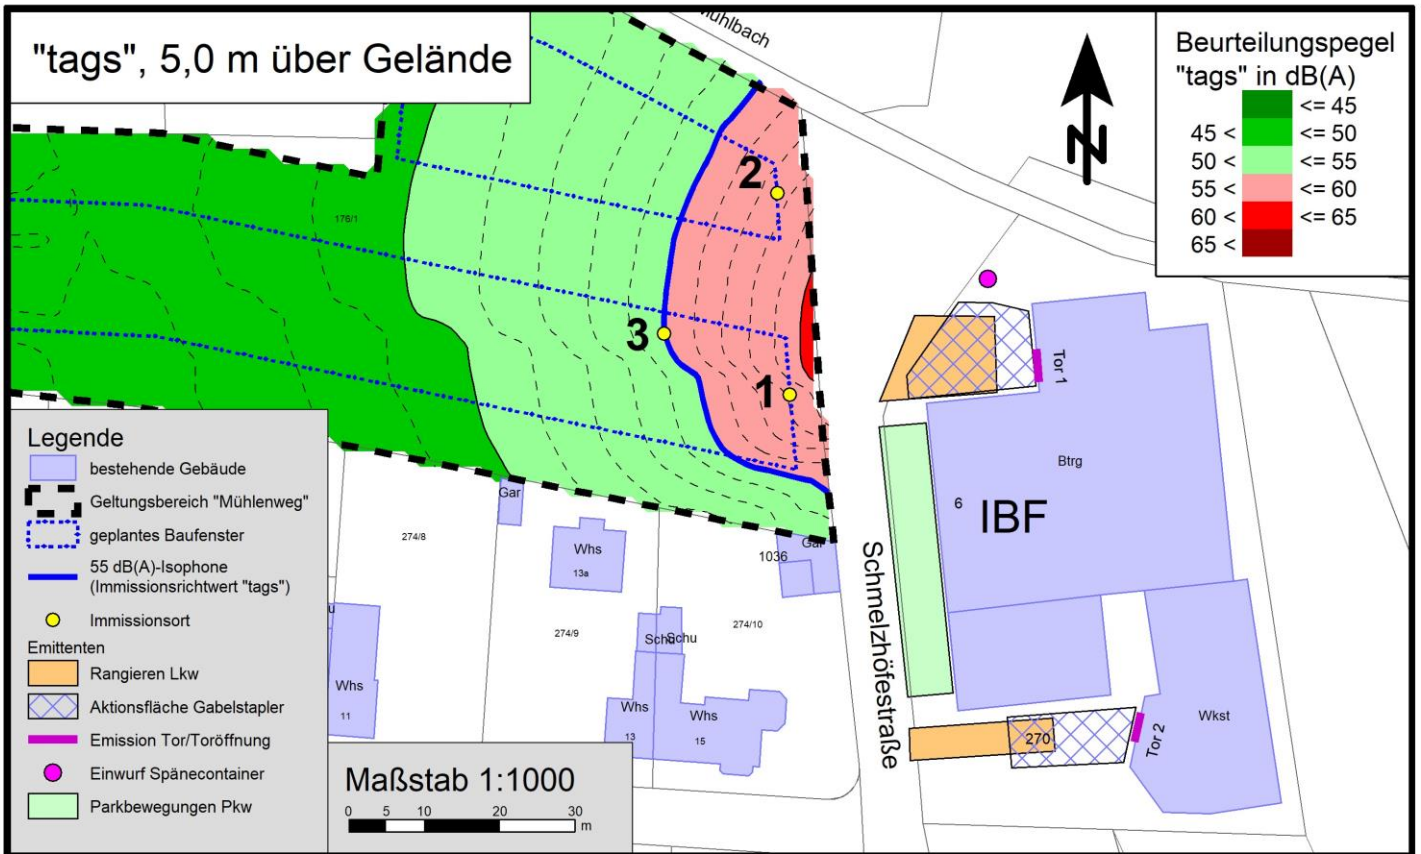 "tags", 5,0 m über Gelände
Mühlbach
N
Beurteilungspegel
"tags" in dB(A)
<= 45
45 < <= 50
50 < <= 55
55 < <= 60
60 < <= 65
65 <
176/1
2
3
1
Tor 1
Btrg
6
IBF
Schmelzhöfestraße
Wkst
Tor 2
270
Gar
274/8
Whs
13a
1036
Gar
274/9
Schu
Schu
274/10
Whs
11
Whs
13
Whs
15
Legende
bestehende Gebäude
Geltungsbereich "Mühlenweg"
geplantes Baufenster
55 dB(A)-Isophone
(Immissionsrichtwert "tags")
Immissionsort
Emittenten
Rangieren Lkw
Aktionsfläche Gabelstapler
Emission Tor/Toröffnung
Einwurf Spänecontainer
Parkbewegungen Pkw
Maßstab 1:1000
0 5 10 20 30
m